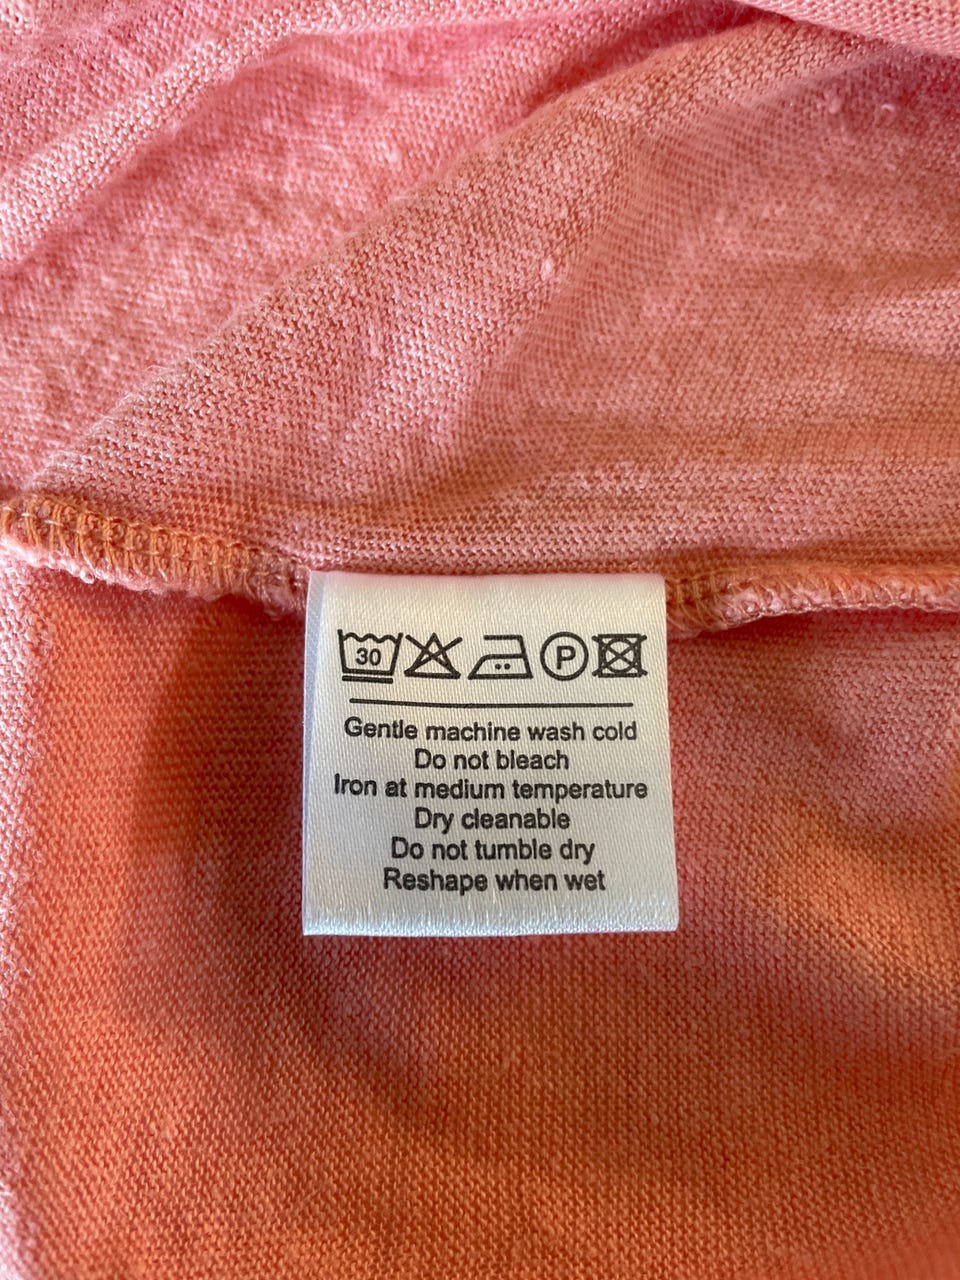 30 P
Gentle machine wash cold
Do not bleach
Iron at medium temperature
Dry cleanable
Do not tumble dry
Reshape when wet